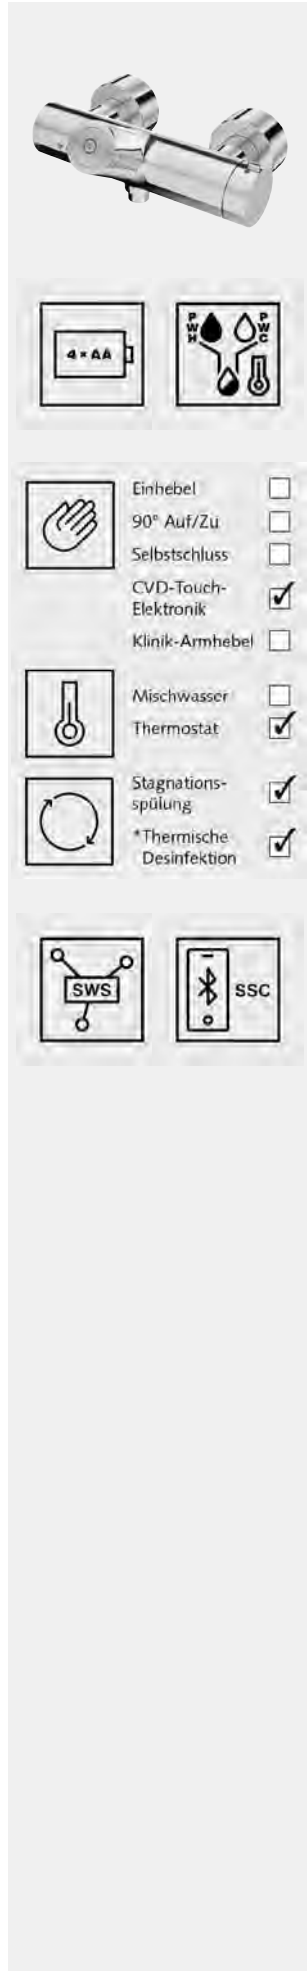 4×AA
PWH PWC
Einhebel
90° Auf/Zu
Selbstschluss
CVD-Touch-
Elektronik
Klinik-Armhebel
Mischwasser
Thermostat
Stagnations-
spülung
*Thermische
Desinfektion
SWS
SSC